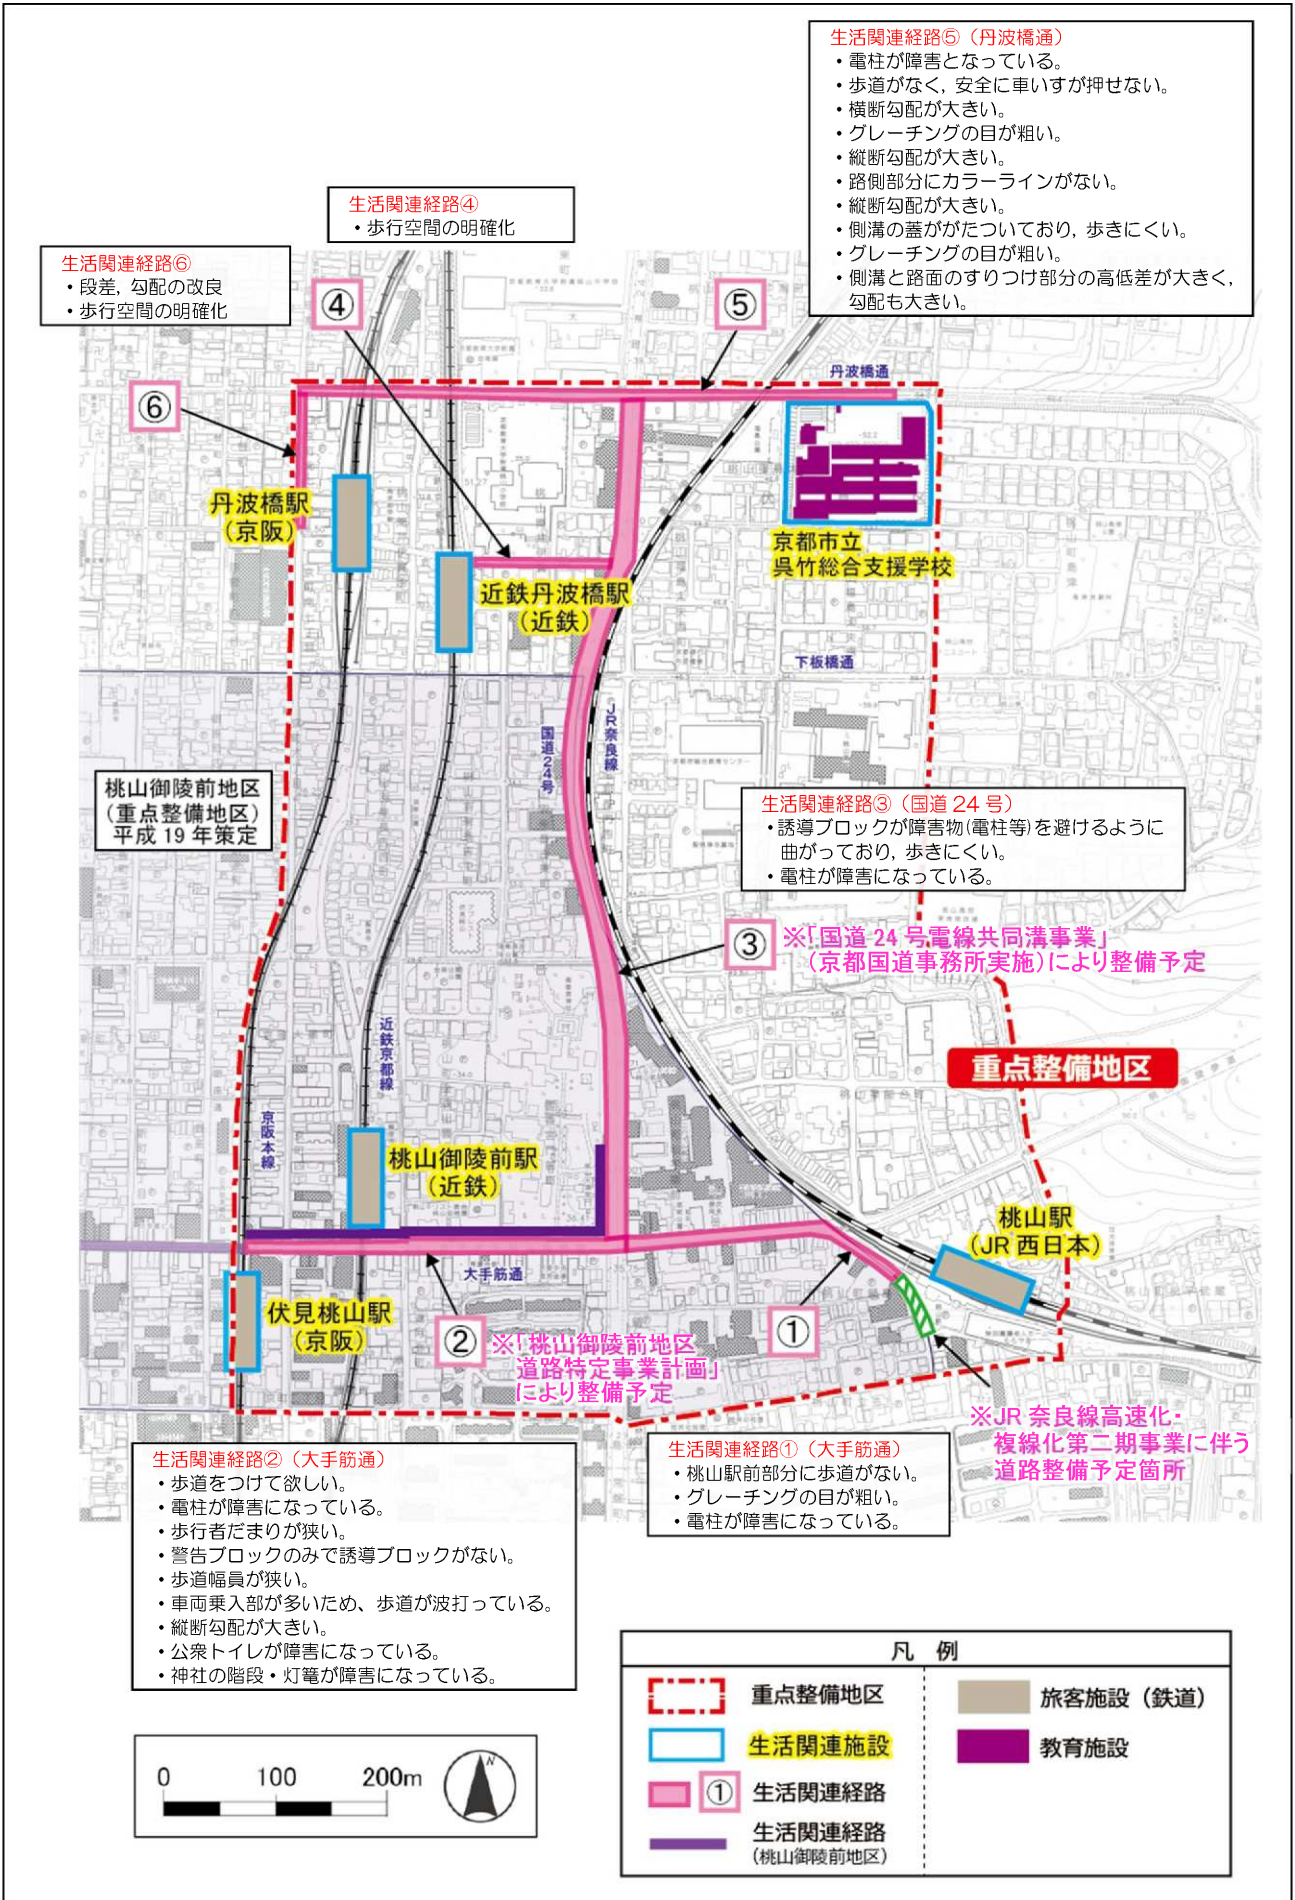 生活関連経路⑤（丹波橋通）
・電柱が障害となっている。
・歩道がなく，安全に車いすが押せない。
・横断勾配が大きい。
・グレーチングの目が粗い。
・縦断勾配が大きい。
・路側部分にカラーラインがない。
・縦断勾配が大きい。
・側溝の蓋ががたついており，歩きにくい。
・グレーチングの目が粗い。
・側溝と路面のすりつけ部分の高低差が大きく，
勾配も大きい。
生活関連経路④
・歩行空間の明確化
生活関連経路⑥
・段差，勾配の改良
・歩行空間の明確化
④
⑤
⑥
丹波橋通
丹波橋駅
（京阪）
近鉄丹波橋駅
（近鉄）
京都市立
呉竹総合支援学校
下板橋通
国道24号
JR奈良線
桃山御陵前地区
（重点整備地区）
平成19年策定
生活関連経路③（国道24号）
・誘導ブロックが障害物(電柱等)を避けるように
曲がっており，歩きにくい。
・電柱が障害になっている。
③
※「国道24号電線共同溝事業」
（京都国道事務所実施）により整備予定
重点整備地区
近鉄京都線
京阪本線
桃山御陵前駅
（近鉄）
桃山駅
（JR西日本）
大手筋通
伏見桃山駅
（京阪）
②
※「桃山御陵前地区
道路特定事業計画」
により整備予定
①
※JR奈良線高速化・
複線化第二期事業に伴う
道路整備予定箇所
生活関連経路②（大手筋通）
・歩道をつけて欲しい。
・電柱が障害になっている。
・歩行者だまりが狭い。
・警告ブロックのみで誘導ブロックがない。
・歩道幅員が狭い。
・車両乗入部が多いため、歩道が波打っている。
・縦断勾配が大きい。
・公衆トイレが障害になっている。
・神社の階段・灯篭が障害になっている。
生活関連経路①（大手筋通）
・桃山駅前部分に歩道がない。
・グレーチングの目が粗い。
・電柱が障害になっている。
凡 例
重点整備地区
旅客施設（鉄道）
生活関連施設
教育施設
① 生活関連経路
生活関連経路
（桃山御陵前地区）
0 100 200m
N